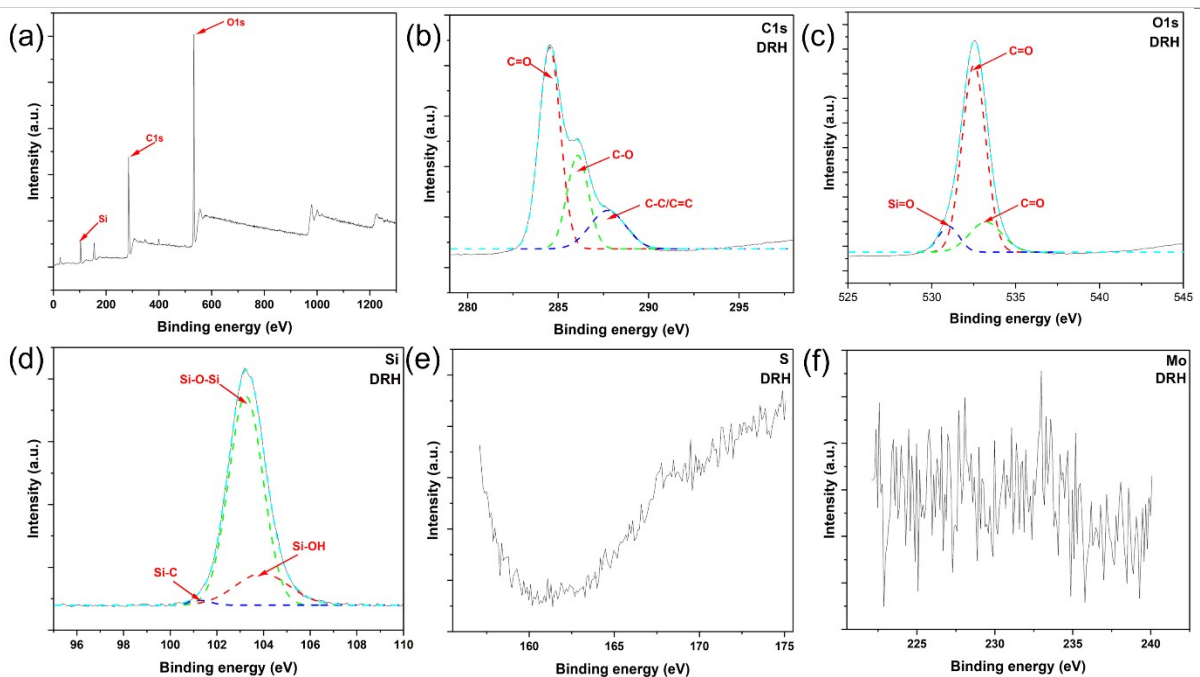 (a)
O1s
C1s
Si
Intensity (a.u.)
0 200 400 600 800 1000 1200
Binding energy (eV)
(b)
C1s
DRH
C=O
C-O
C-C/C=C
Intensity (a.u.)
280 285 290 295
Binding energy (eV)
(c)
O1s
DRH
C=O
Si=O
C=O
Intensity (a.u.)
525 530 535 540 545
Binding energy (eV)
(d)
Si
DRH
Si-O-Si
Si-OH
Si-C
Intensity (a.u.)
96 98 100 102 104 106 108 110
Binding energy (eV)
(e)
S
DRH
Intensity (a.u.)
160 165 170 175
Binding energy (eV)
(f)
Mo
DRH
Intensity (a.u.)
225 230 235 240
Binding energy (eV)